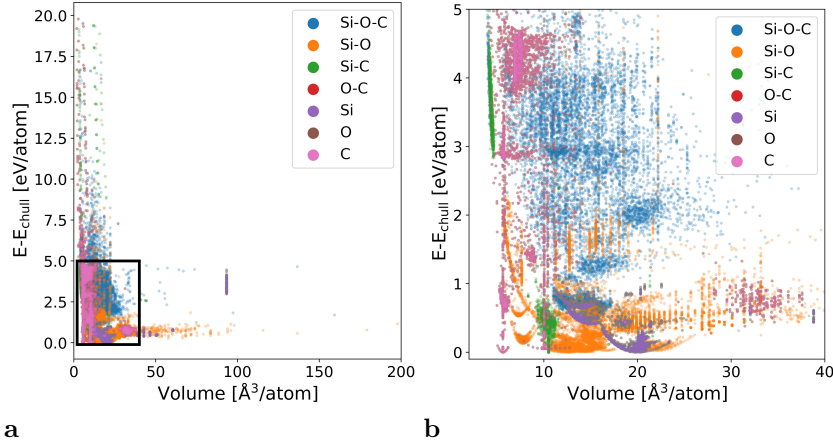 20.0
17.5
15.0
12.5
10.0
7.5
5.0
2.5
0.0
E-E_chull [eV/atom]
0 50 100 150 200
Volume [Å³/atom]
Si-O-C
Si-O
Si-C
O-C
Si
O
C
a
5
4
3
2
1
0
E-E_chull [eV/atom]
10 20 30 40
Volume [Å³/atom]
Si-O-C
Si-O
Si-C
O-C
Si
O
C
b